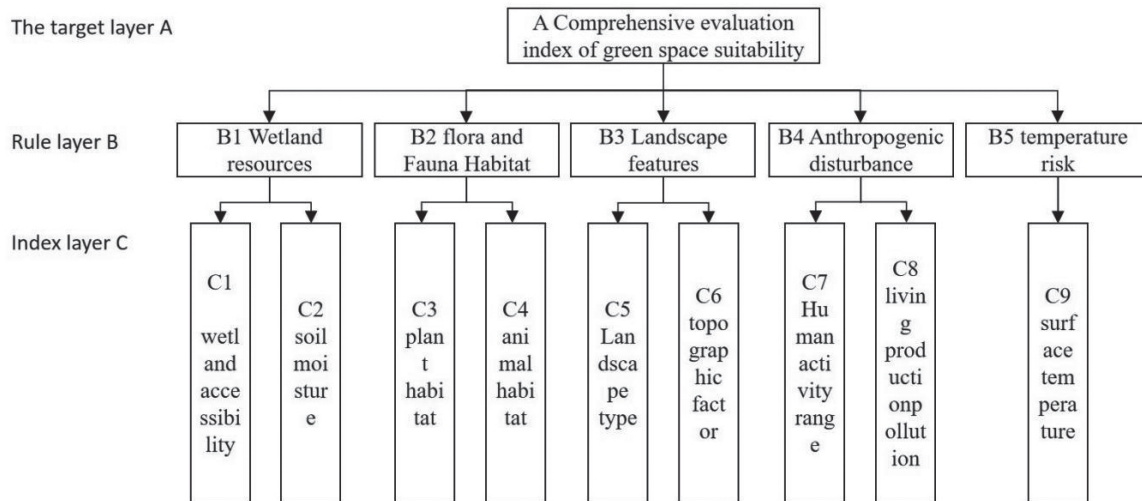 The target layer A
A Comprehensive evaluation
index of green space suitability
Rule layer B
B1 Wetland
resources
B2 flora and
Fauna Habitat
B3 Landscape
features
B4 Anthropogenic
disturbance
B5 temperature
risk
Index layer C
C1
wetl
and acce
ssibi
lity
C2
soil
moi
stur
e
C3
plan
t
habi
tat
C4
ani
mal
habi
tat
C5
Lan
dsca
pe
type
C6
topo
grap
hic
fact
or
C7
Hu
man
acti
vity
rang
e
C8
livin
g
prod
ucti
onp
ollut
ion
C9
surf
ace
tem
pera
ture